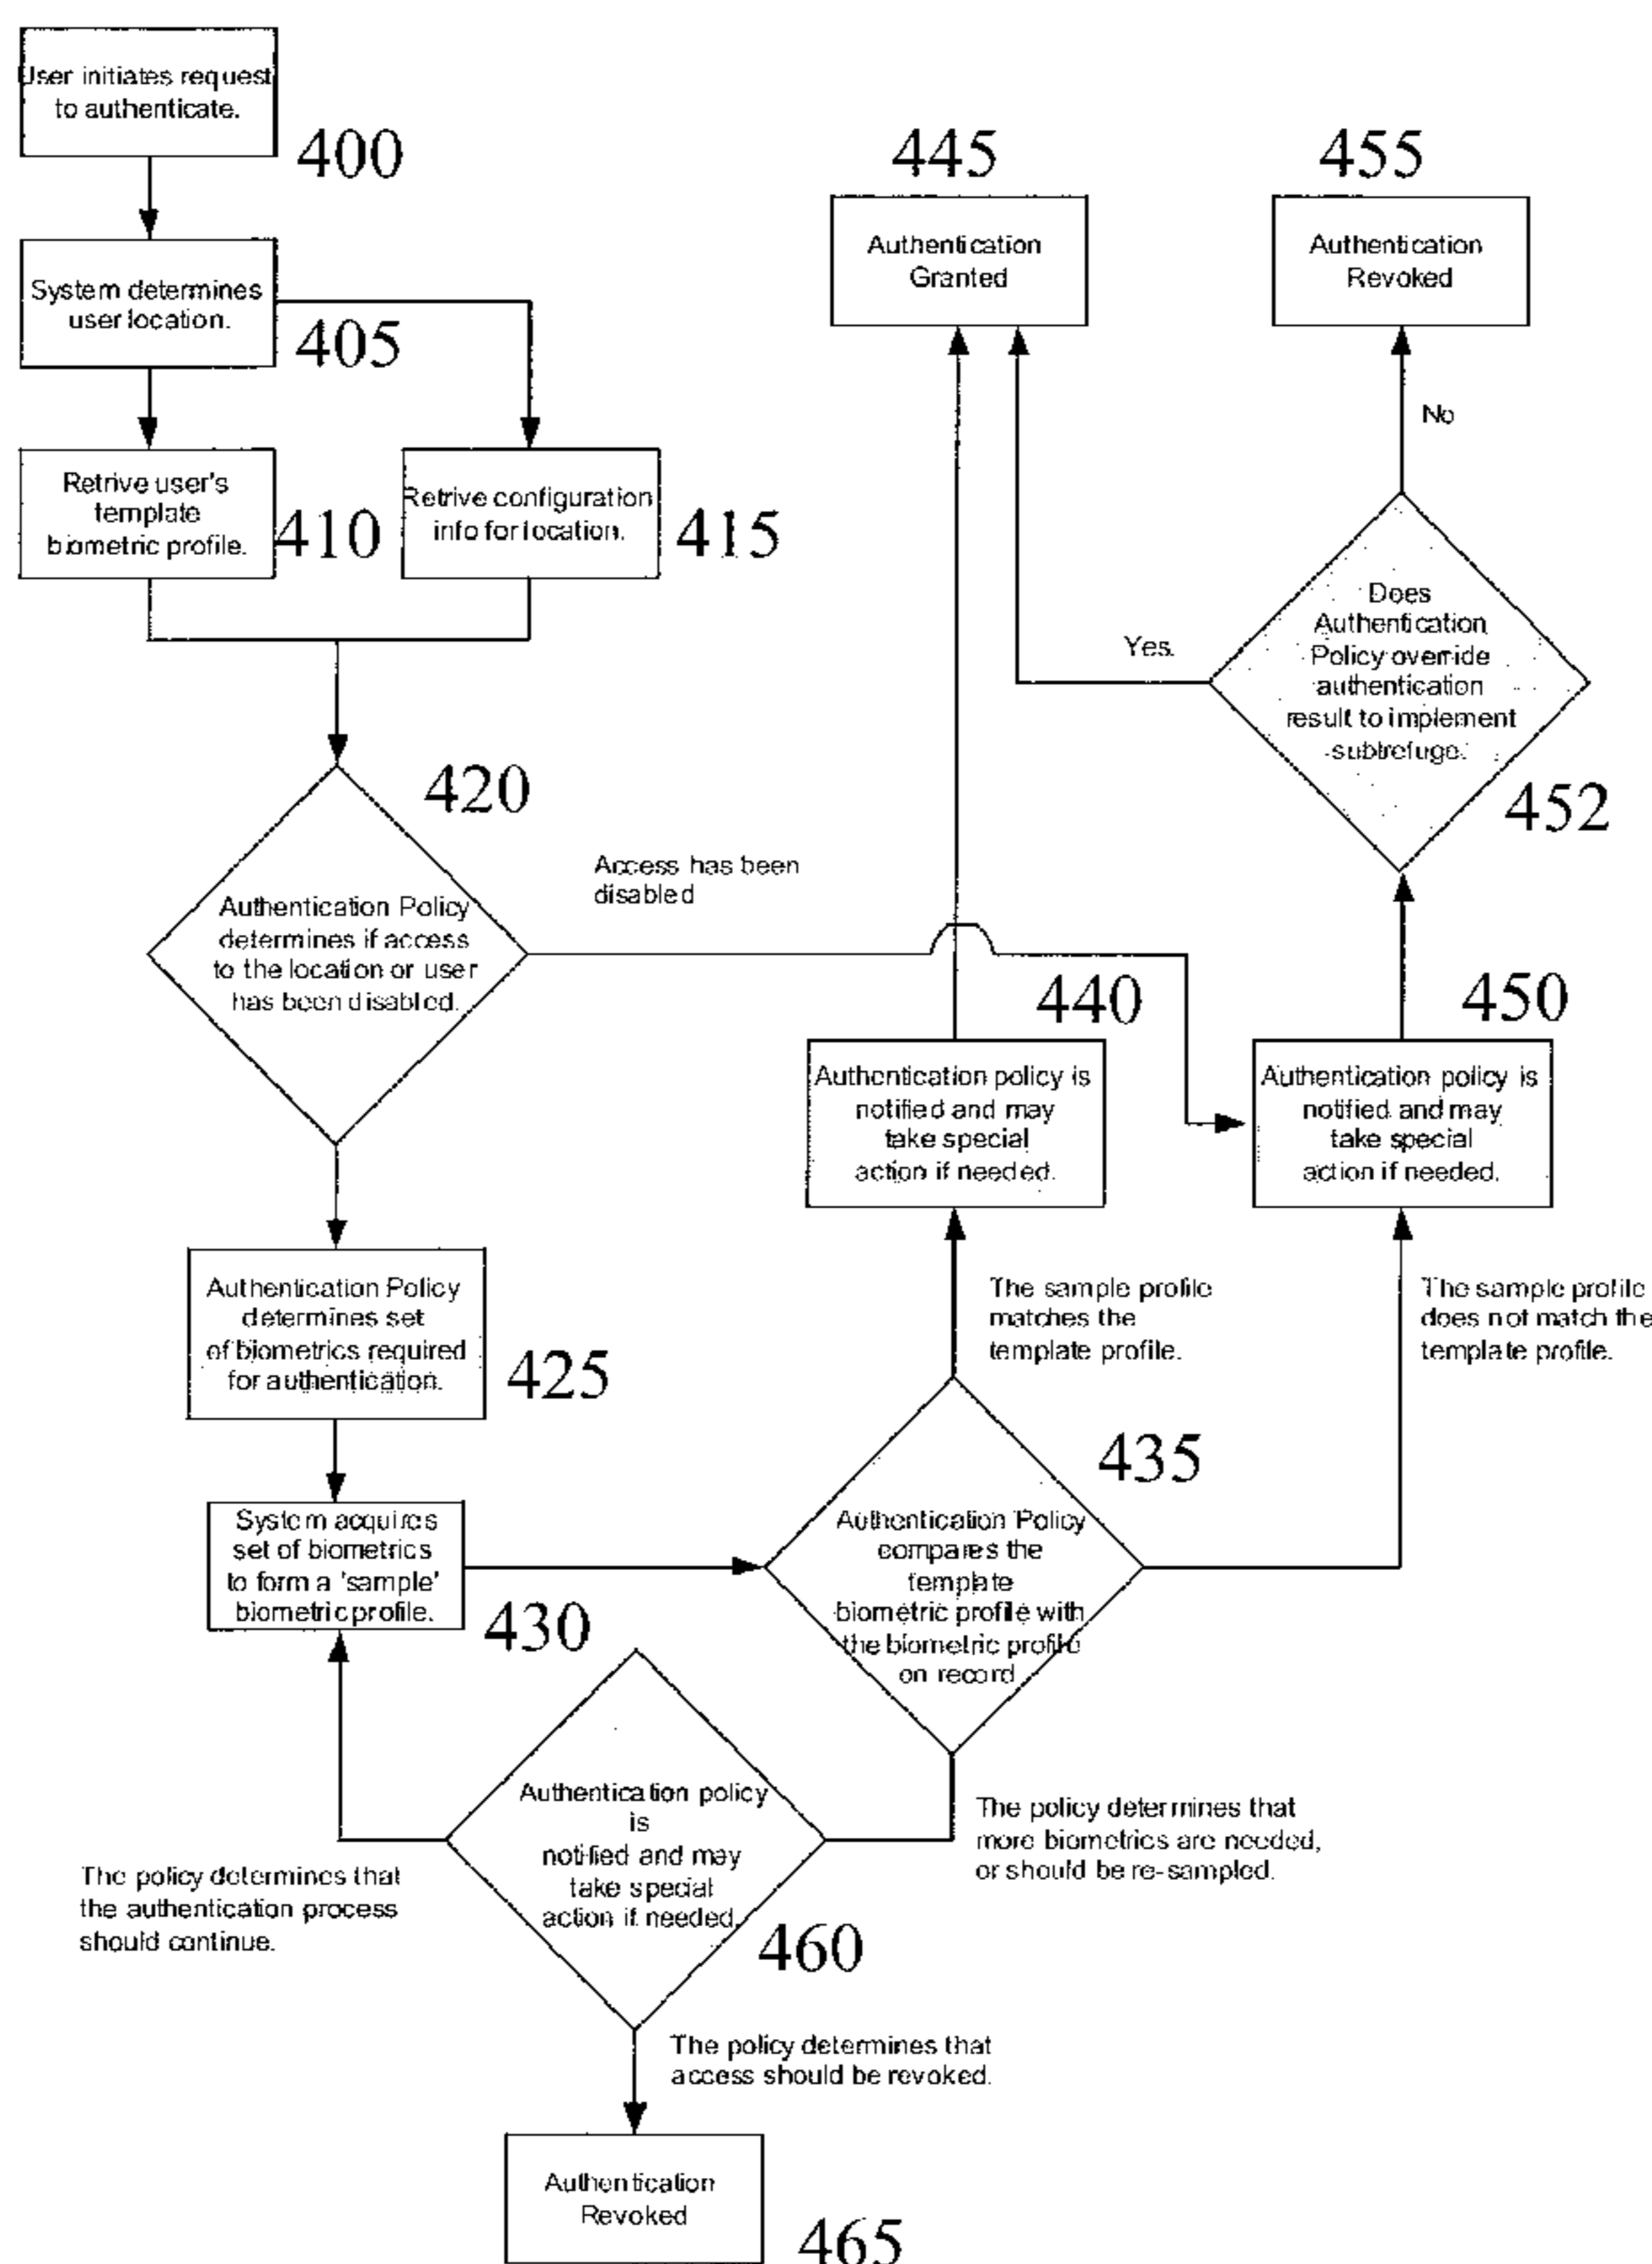 User initiates request
to authenticate.
400
System determines
user location.
405
Retrive user's
template
biometric profile.
410
Retrive configuration
info for location.
415
420
Authentication Policy
determines if access
to the location or user
has been disabled.
Access has been
disabled
Authentication Policy
determines set
of biometrics required
for authentication.
425
System acquires
set of biometrics
to form a 'sample'
biometric profile.
430
435
Authentication Policy
compares the
template
biometric profile with
the biometric profile
on record
The sample profile
matches the
template profile.
The sample profile
does not match the
template profile.
440
Authentication policy is
notified and may
take special
action if needed.
445
Authentication
Granted
450
Authentication policy is
notified and may
take special
action if needed.
Does
Authentication
Policy override
authentication
result to implement
subtrefuge.
452
Yes.
No
455
Authentication
Revoked
The policy determines that
more biometrics are needed,
or should be re-sampled.
Authentication policy
is
notified and may
take special
action if needed.
460
The policy determines that
the authentication process
should continue.
The policy determines that
access should be revoked.
Authentication
Revoked
465